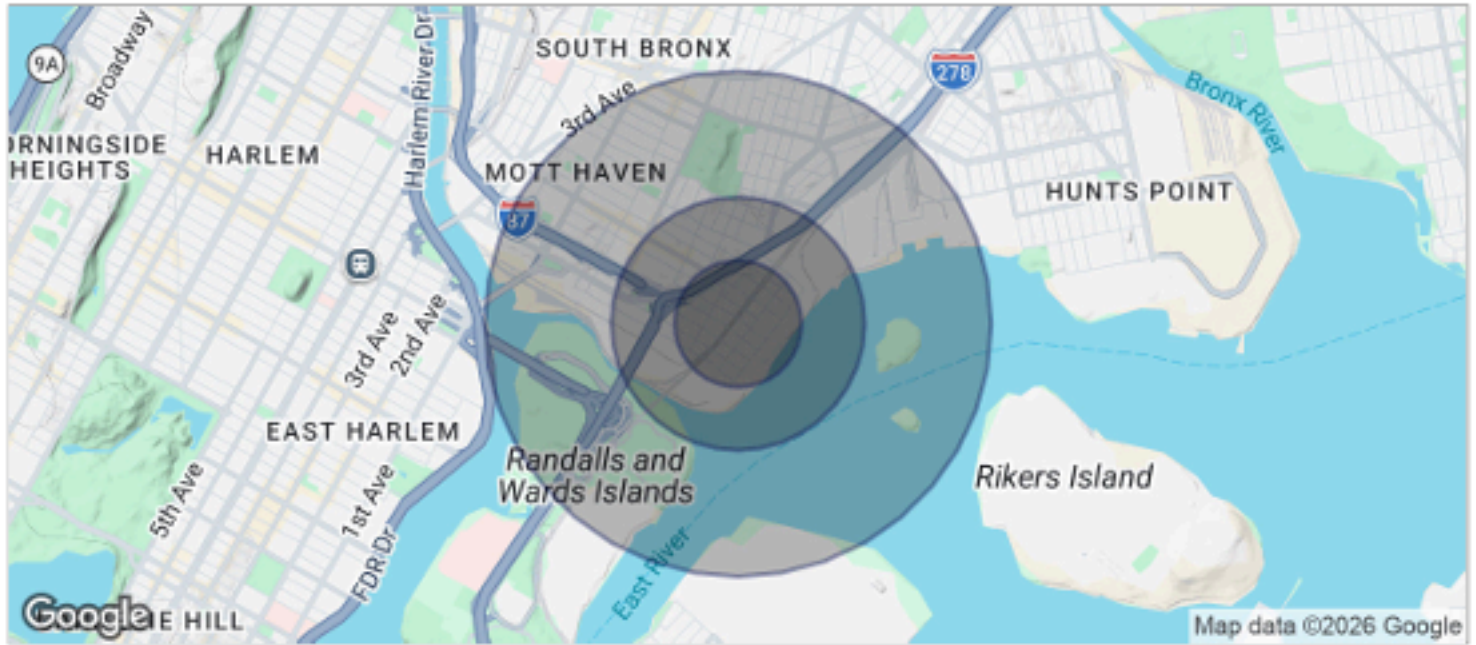 9A
Broadway
Harlem River Dr
SOUTH BRONX
278
3rd Ave
Bronx River
ORNINGSIDE
HEIGHTS
HARLEM
MOTT HAVEN
HUNTS POINT
87
3rd Ave
2nd Ave
EAST HARLEM
Randalls and
Wards Islands
Rikers Island
5th Ave
1st Ave
FDR Dr
East River
Google
IE HILL
Map data ©2026 Google